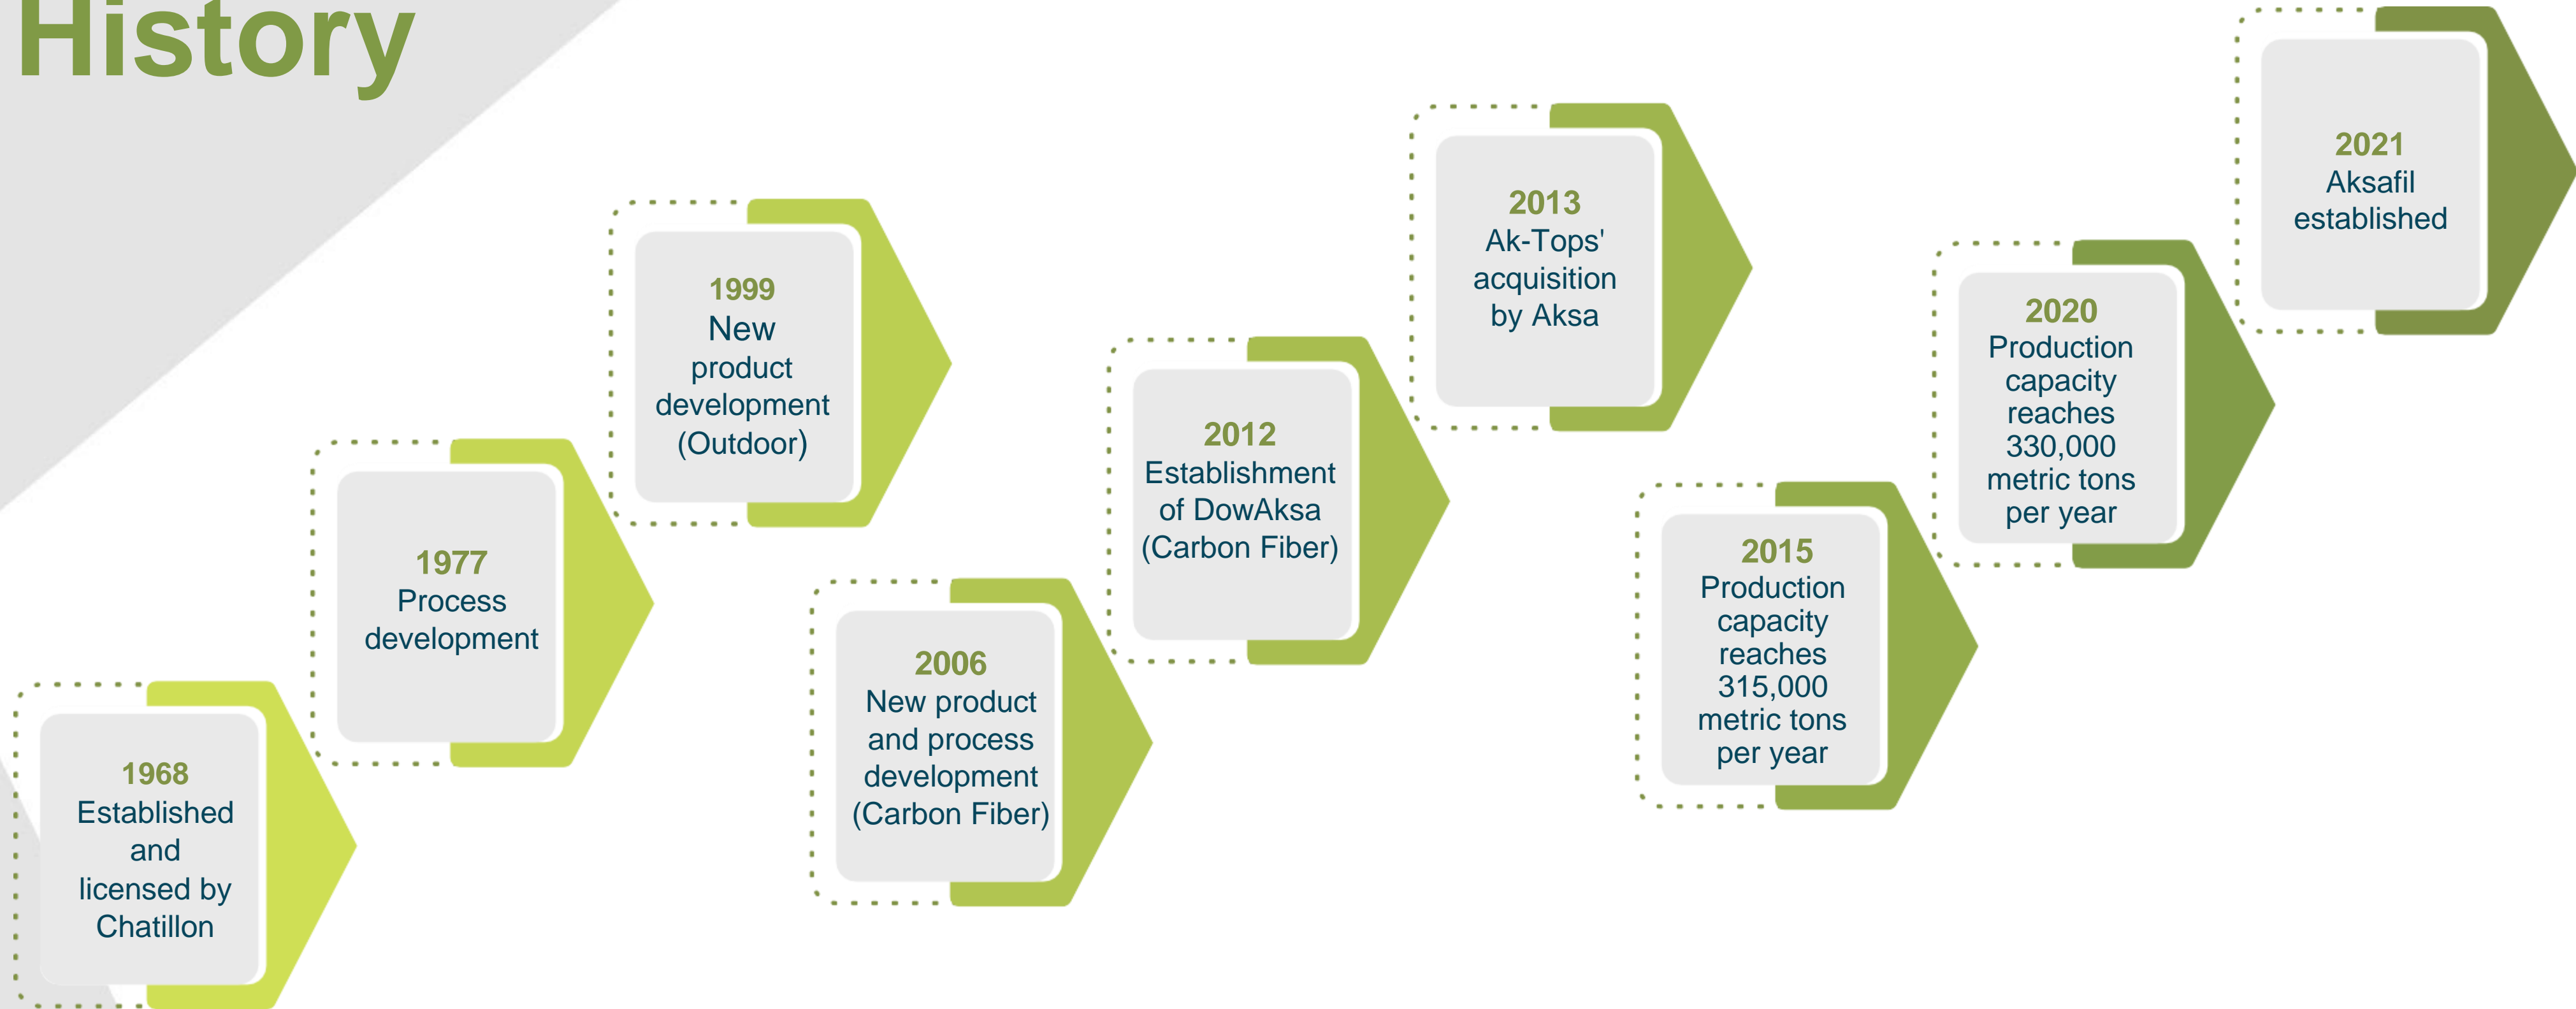 History
1968
Established
and
licensed by
Chatillon
1977
Process
development
1999
New
product
development
(Outdoor)
2006
New product
and process
development
(Carbon Fiber)
2012
Establishment
of DowAksa
(Carbon Fiber)
2013
Ak-Tops'
acquisition
by Aksa
2015
Production
capacity
reaches
315,000
metric tons
per year
2020
Production
capacity
reaches
330,000
metric tons
per year
2021
Aksafil
established